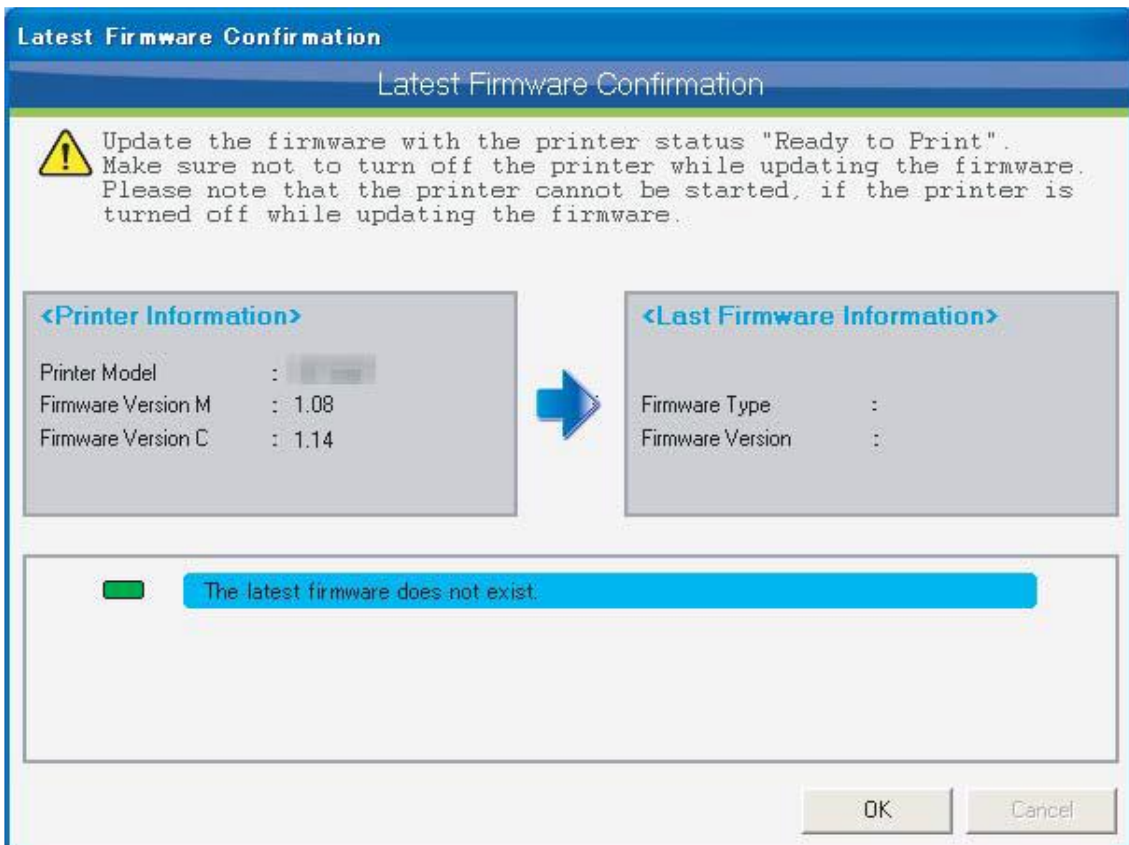 Latest Firmware Confirmation
Latest Firmware Confirmation
Update the firmware with the printer status "Ready to Print".
Make sure not to turn off the printer while updating the firmware.
Please note that the printer cannot be started, if the printer is
turned off while updating the firmware.
<Printer Information>
Printer Model :
Firmware Version M : 1.08
Firmware Version C : 1.14
<Last Firmware Information>
Firmware Type :
Firmware Version :
The latest firmware does not exist.
OK
Cancel